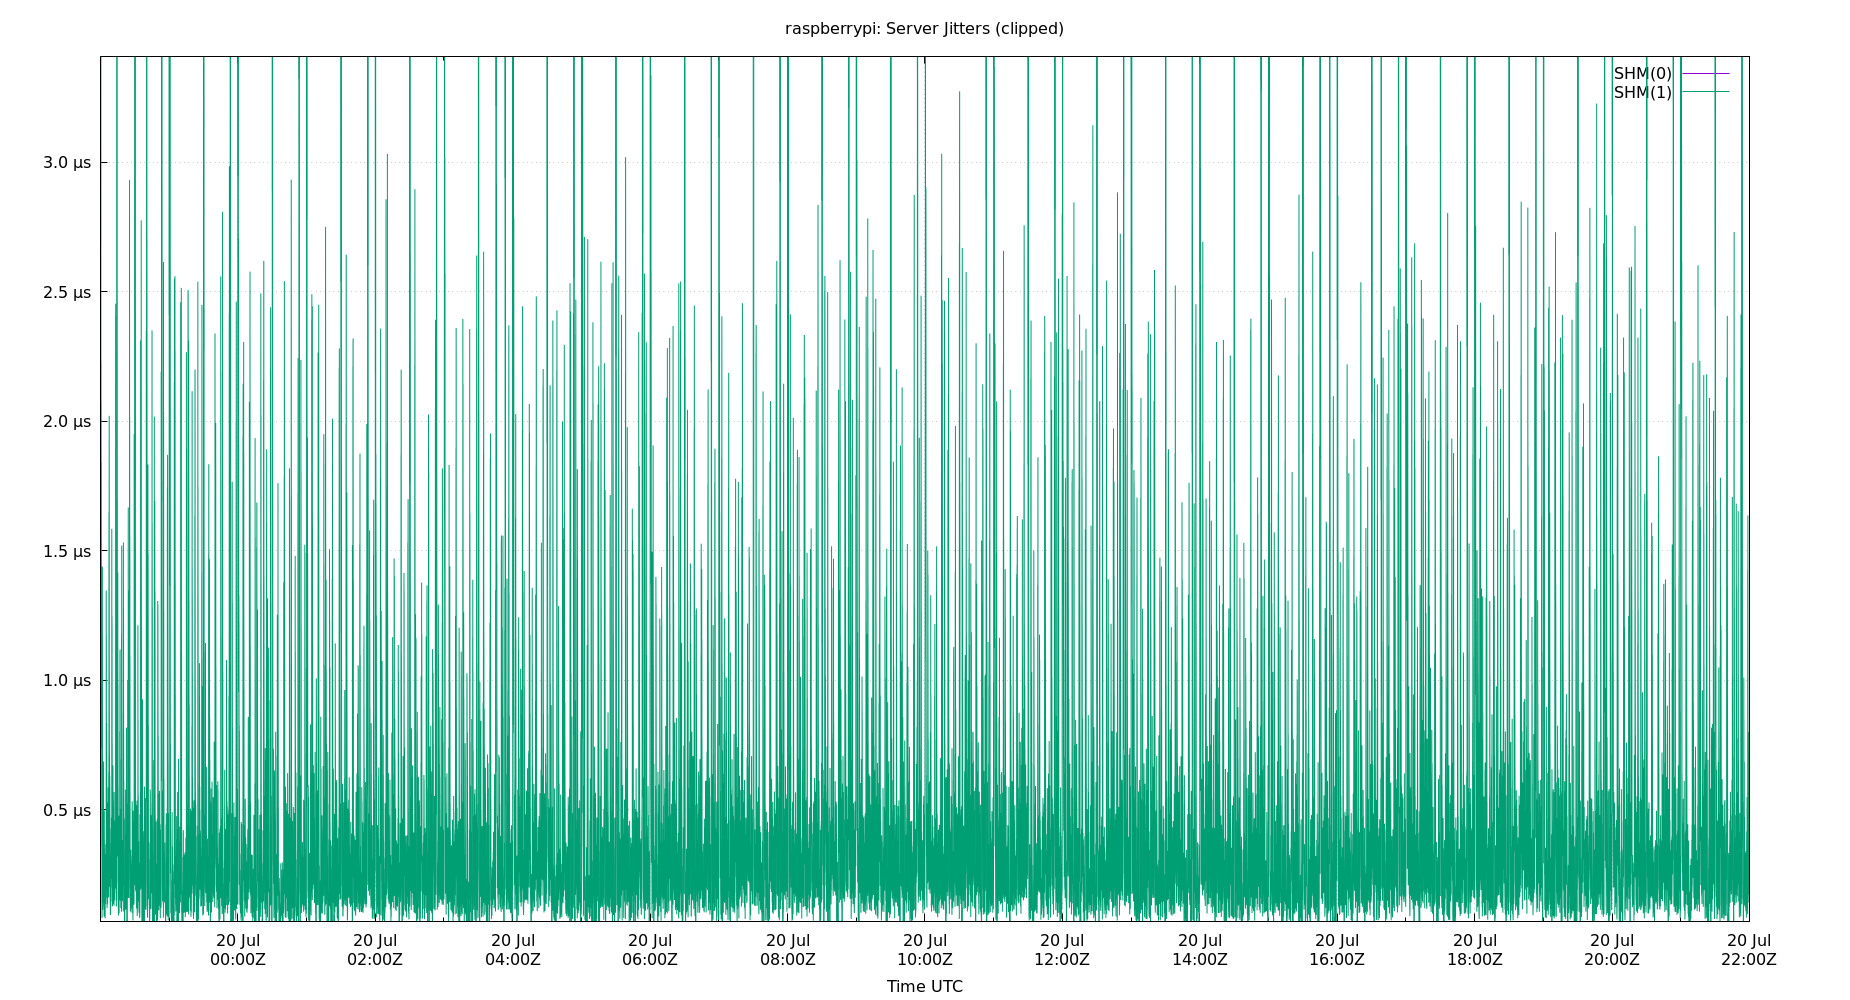 raspberrypi: Server Jitters (clipped)
SHM(0)
SHM(1)
3.0 µs
2.5 µs
2.0 µs
1.5 µs
1.0 µs
0.5 µs
20 Jul 20 Jul 20 Jul 20 Jul 20 Jul 20 Jul 20 Jul 20 Jul 20 Jul 20 Jul 20 Jul 20 Jul
00:00Z 02:00Z 04:00Z 06:00Z 08:00Z 10:00Z 12:00Z 14:00Z 16:00Z 18:00Z 20:00Z 22:00Z
Time UTC